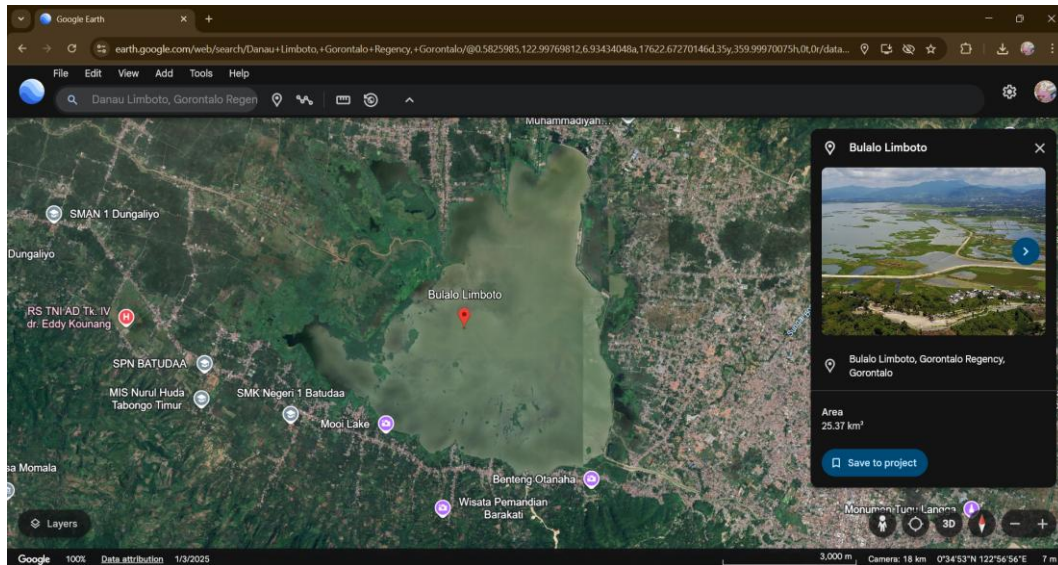 Google Earth
earth.google.com/web/search/Danau+Limboto,+Gorontalo+Regency,+Gorontalo/@0.5825985,122.99769812,6.93434048a,17622.67270146d,35y,359.99970075h,0t,0r/data...
File Edit View Add Tools Help
Danau Limboto, Gorontalo Regen
Muhammadiyah...
Bulalo Limboto
SMAN 1 Dungaliyo
Dungaliyo
Bulalo Limboto
RS TNI AD Tk. IV
dr. Eddy Kounang
Bulalo Limboto, Gorontalo Regency,
Gorontalo
SPN BATUDAA
MIS Nurul Huda
Tabongo Timur
SMK Negeri 1 Batudaa
Mooi Lake
Area
25.37 km²
Save to project
sa Momala
Benteng Otanaha
Wisata Pemandian
Barakati
Monumen Tugu Langga
Layers
3D
Google 100% Data attribution 1/3/2025
3,000 m Camera: 18 km 0°34'53"N 122°56'56"E 7 m